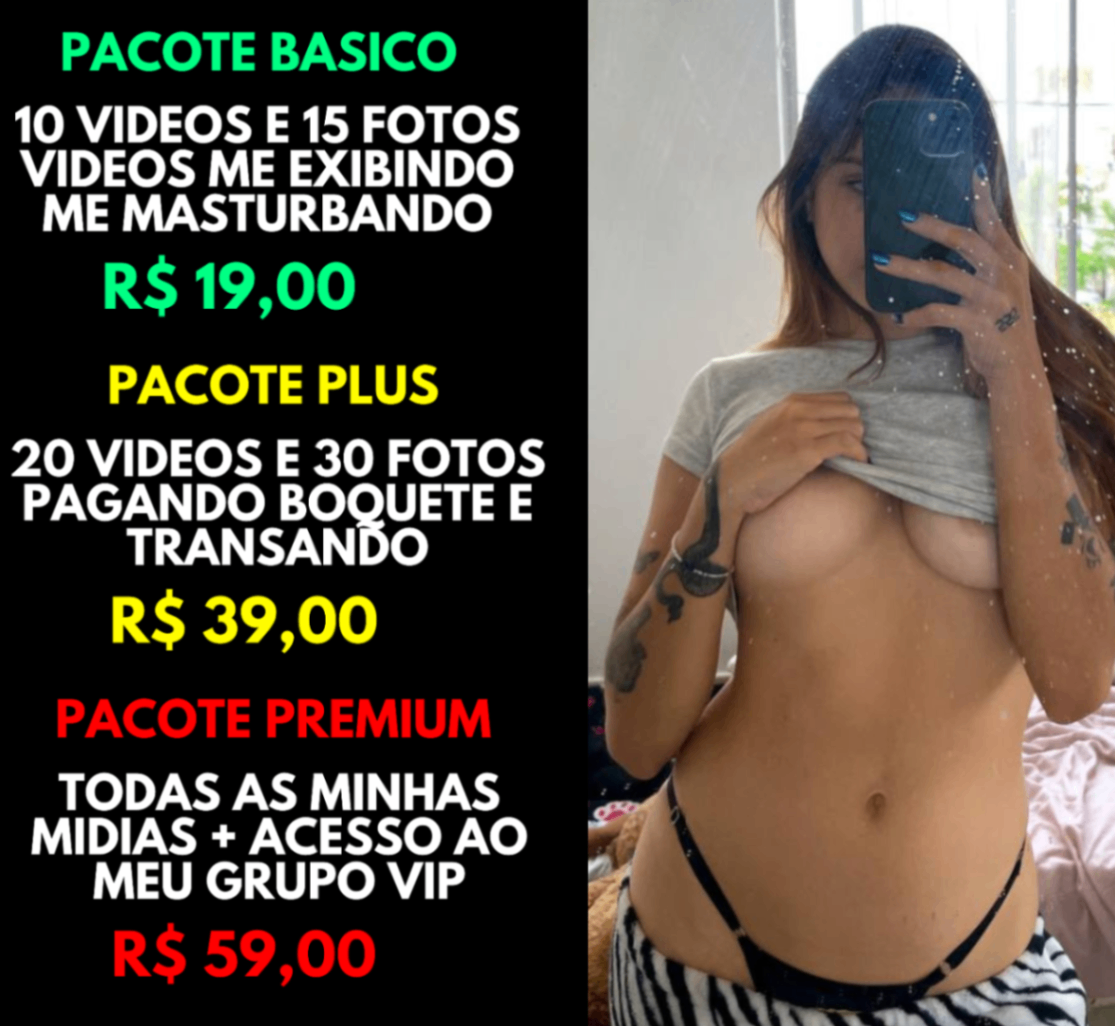 PACOTE BASICO
10 VIDEOS E 15 FOTOS
VIDEOS ME EXIBINDO
ME MASTURBANDO
R$ 19,00
PACOTE PLUS
20 VIDEOS E 30 FOTOS
PAGANDO BOQUETE E
TRANSANDÕ
R$ 39,00
PACOTE PREMIUM
TODAS AS MINHAS
MIDIAS + ACESSO AO
MEU GRUPO VIP
R$ 59,00